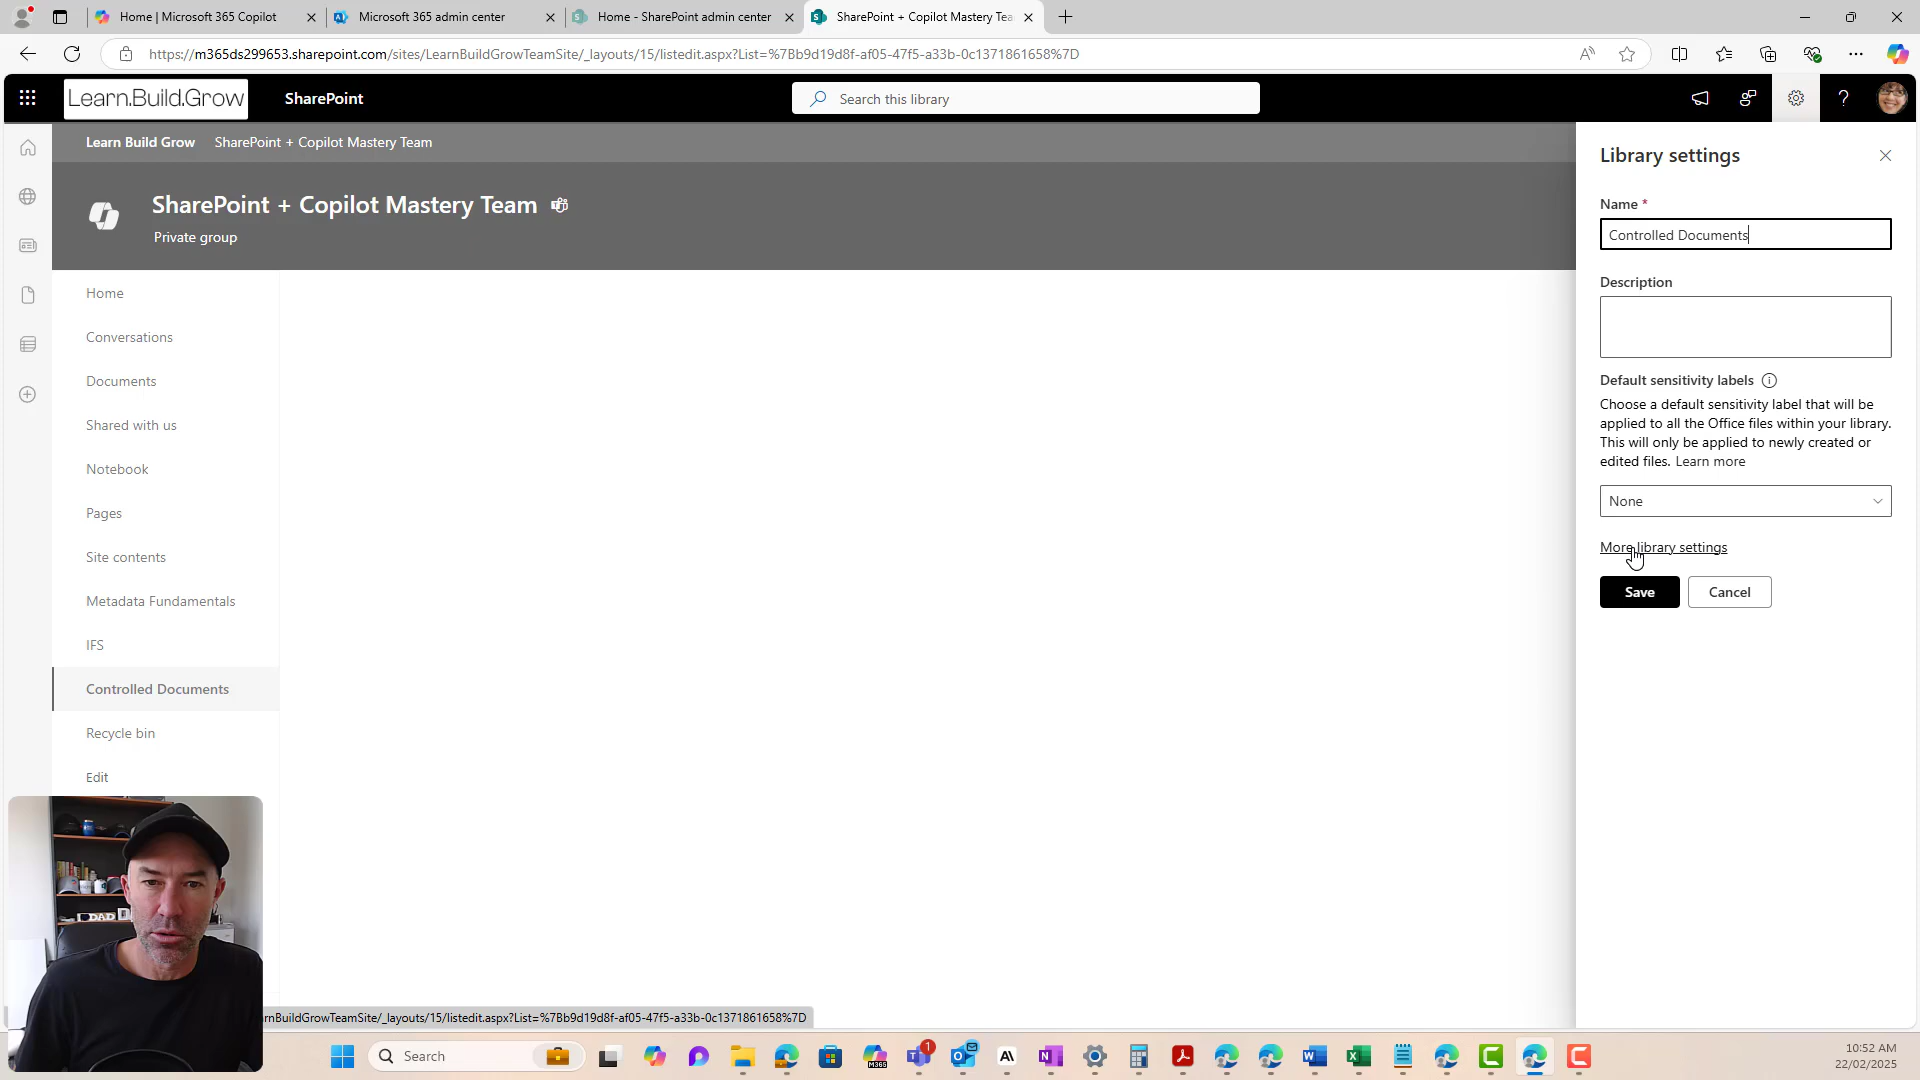 Home | Microsoft 365 Copilot
Microsoft 365 admin center
Home - SharePoint admin center
SharePoint + Copilot Mastery Tea
https://m365ds299653.sharepoint.com/sites/LearnBuildGrowTeamSite/_layouts/15/listedit.aspx?List=%7Bb9d19d8f-af05-47f5-a33b-0c1371861658%7D
Learn.Build.Grow
SharePoint
Search this library
Learn Build Grow
SharePoint + Copilot Mastery Team
SharePoint + Copilot Mastery Team
Private group
Home
Conversations
Documents
Shared with us
Notebook
Pages
Site contents
Metadata Fundamentals
IFS
Controlled Documents
Recycle bin
Edit
Library settings
Name *
Controlled Documents
Description
Default sensitivity labels
Choose a default sensitivity label that will be
applied to all the Office files within your library.
This will only be applied to newly created or
edited files. Learn more
None
More library settings
Save
Cancel
DAD
rnBuildGrowTeamSite/_layouts/15/listedit.aspx?List=%7Bb9d19d8f-af05-47f5-a33b-0c1371861658%7D
Search
M365
1
10:52 AM
22/02/2025